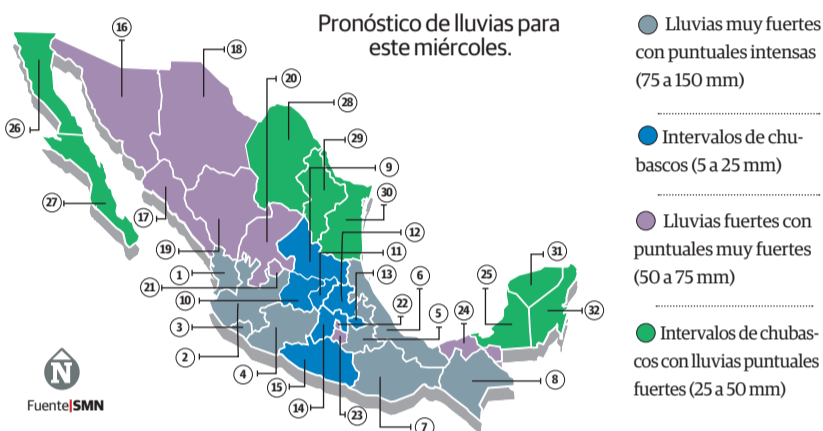 Pronóstico de lluvias para
este miércoles.
16
18
20
28
29
9
30
12
11
13
6
22
5
25
24
31
32
8
26
27
17
19
1
21
10
3
2
4
15
14
23
7
N
Fuente|SMN
Lluvias muy fuertes
con puntuales intensas
(75 a 150 mm)
Intervalos de chu-
bascos (5 a 25 mm)
Lluvias fuertes con
puntuales muy fuertes
(50 a 75 mm)
Intervalos de chubas-
cos con lluvias puntuales
fuertes (25 a 50 mm)